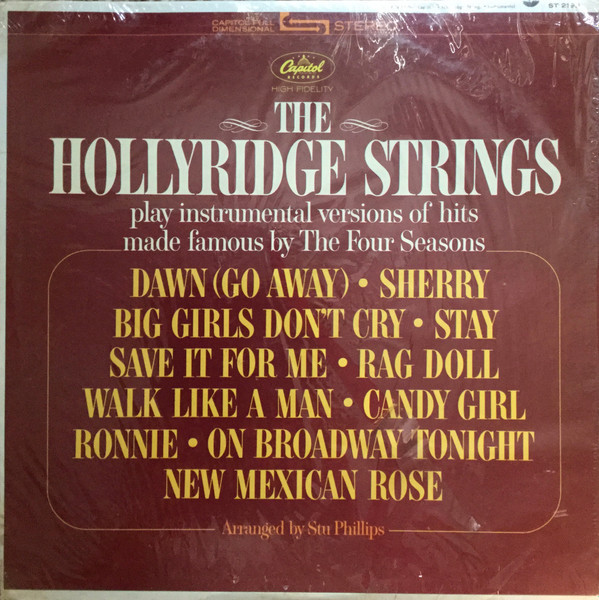 CAPITOL FULL DIMENSIONAL STEREO
Capitol
RECORDS
HIGH FIDELITY
THE
HOLLYRIDGE STRINGS
play instrumental versions of hits
made famous by The Four Seasons
DAWN (GO AWAY) • SHERRY
BIG GIRLS DON'T CRY • STAY
SAVE IT FOR ME • RAG DOLL
WALK LIKE A MAN • CANDY GIRL
RONNIE • ON BROADWAY TONIGHT
NEW MEXICAN ROSE
Arranged by Stu Phillips